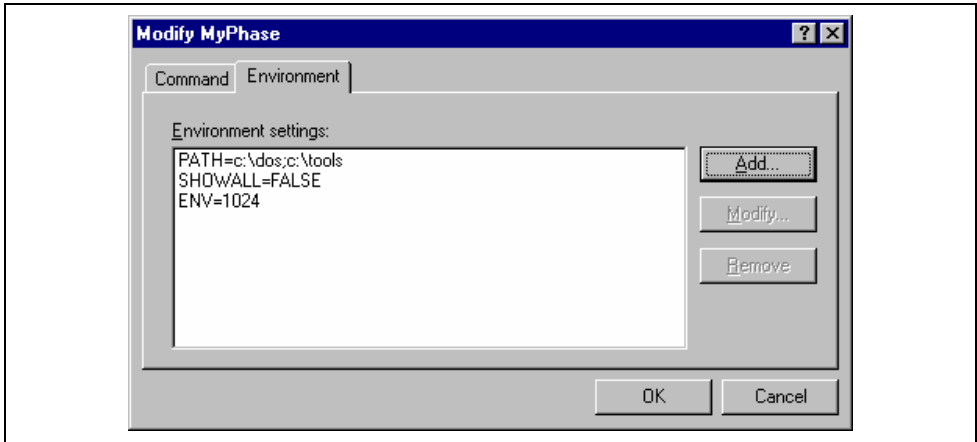 Modify MyPhase
Command Environment
Environment settings:
PATH=c:\dos;c:\tools
SHOWALL=FALSE
ENV=1024
Add...
Modify...
Remove
OK Cancel